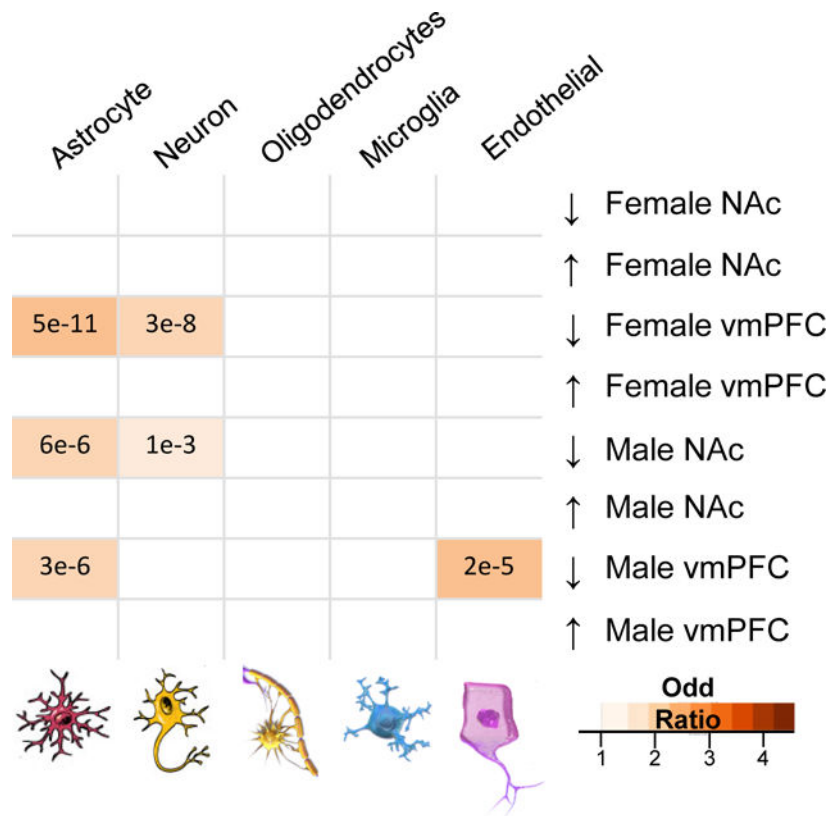 Astrocyte
Neuron
Oligodendrocytes
Microglia
Endothelial
↓ Female NAc
↑ Female NAc
5e-11 3e-8 ↓ Female vmPFC
↑ Female vmPFC
6e-6 1e-3 ↓ Male NAc
↑ Male NAc
3e-6 2e-5 ↓ Male vmPFC
↑ Male vmPFC
Odd
Ratio
1 2 3 4